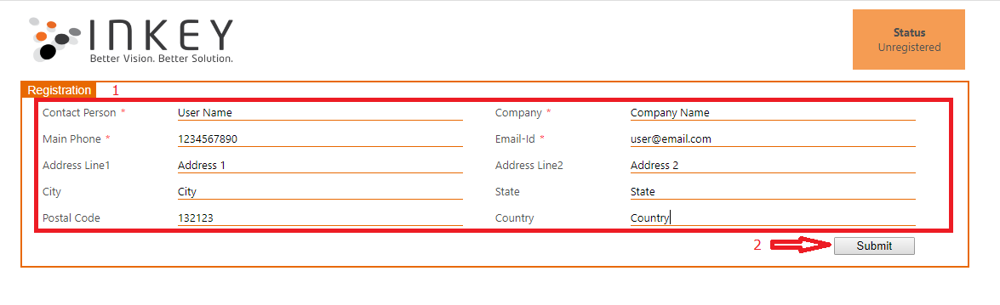 INKEY
Better Vision. Better Solution.
Status
Unregistered
Registration 1
Contact Person * User Name Company * Company Name
Main Phone * 1234567890 Email-Id * user@email.com
Address Line1 Address 1 Address Line2 Address 2
City City State State
Postal Code 132123 Country Country
2 Submit